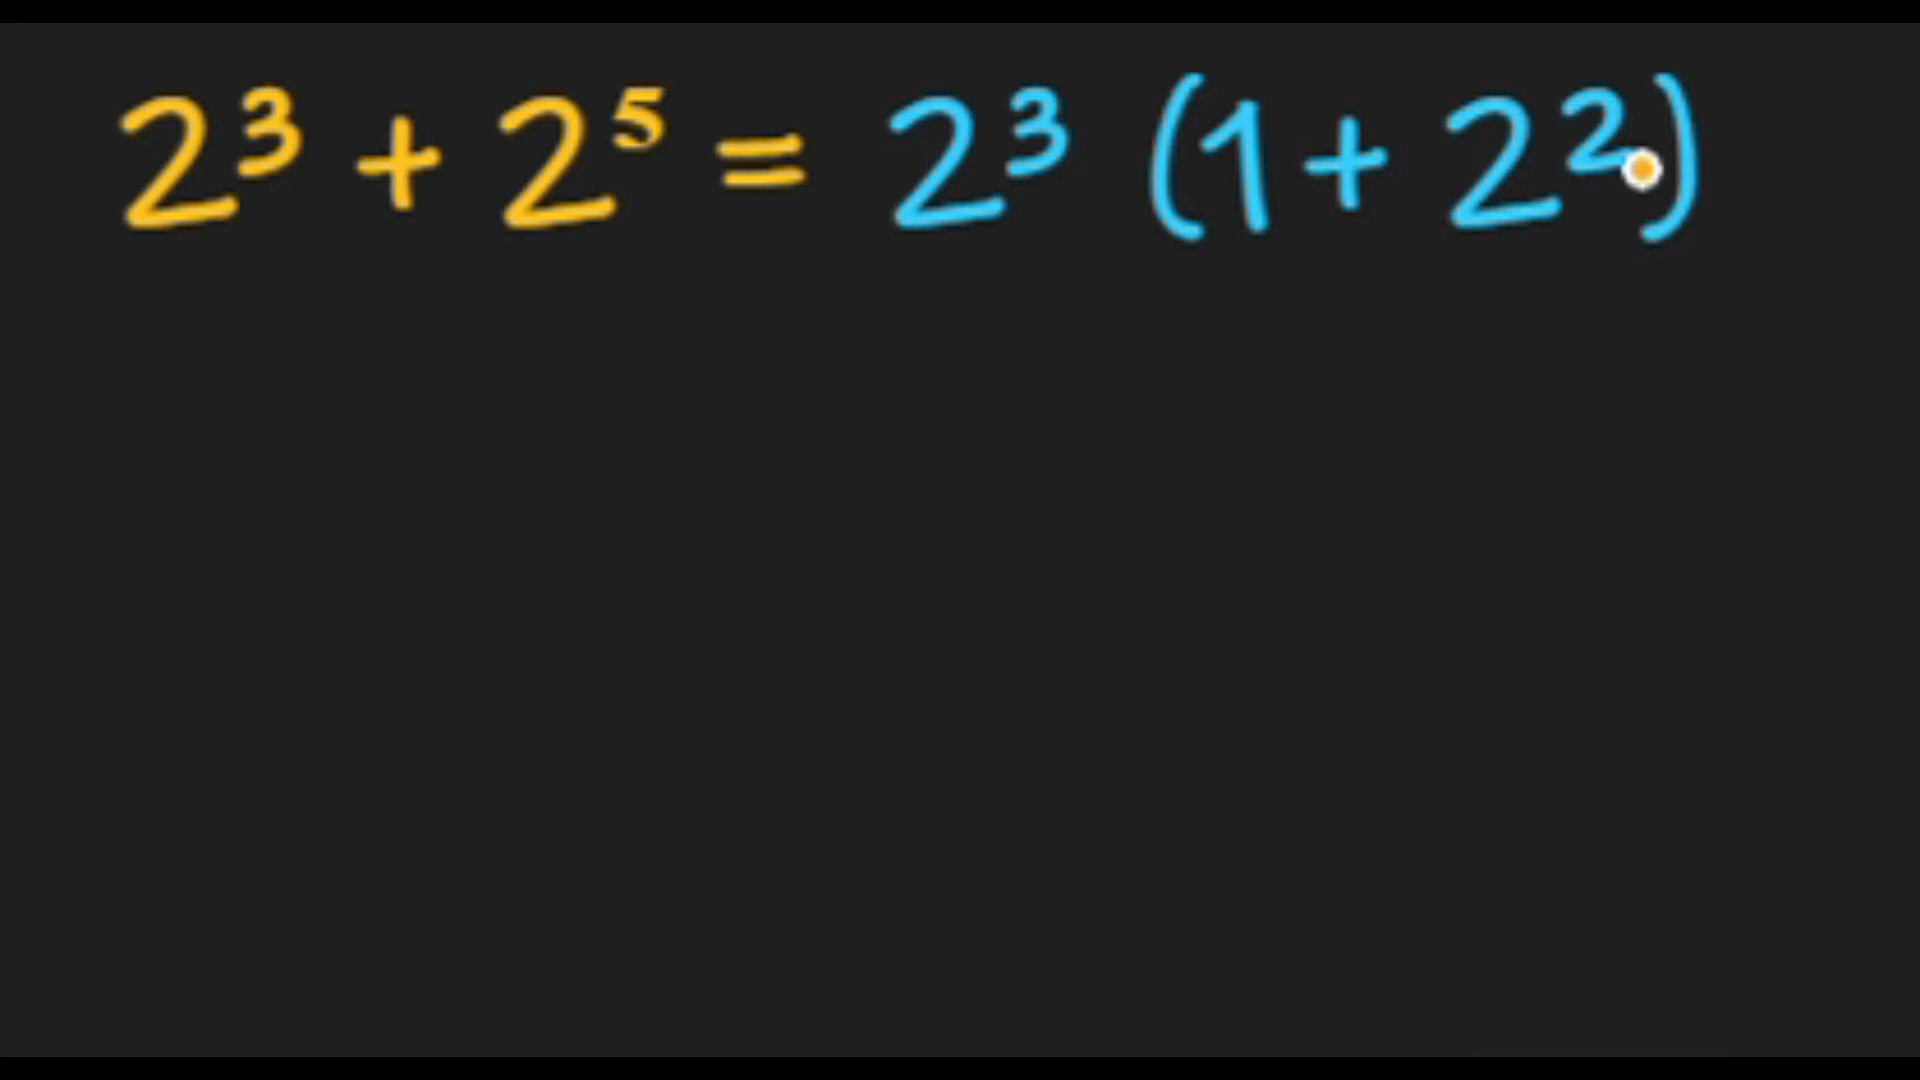 2³ + 2⁵ = 2³ (1 + 2²)